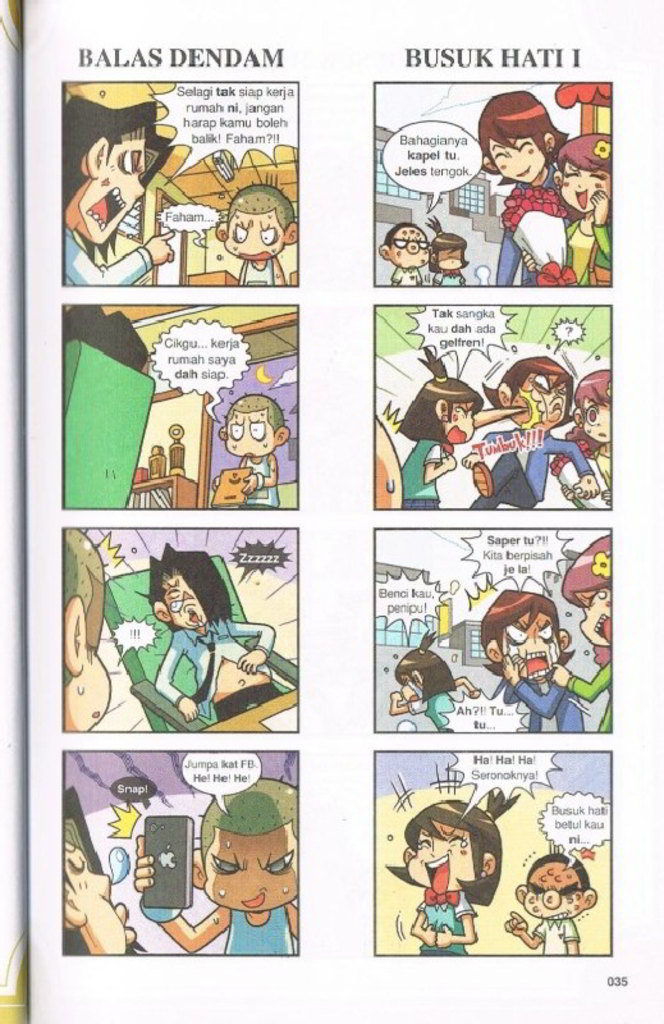 BALAS DENDAM
Selagi tak siap kerja
rumah ni, jangan
harap kamu boleh
balik! Faham?!!
Faham...
Cikgu... kerja
rumah saya
dah siap.
Zzzzzz
!!!
Jumpa kat FB.
He! He! He!
Snap!
BUSUK HATI I
Bahagianya
kapel tu.
Jeles tengok.
Tak sangka
kau dah ada
gelfren!
?
Tumbuk!!!
Saper tu?!!
Kita berpisah
je la!
Benci kau,
penipu!
Ah?! Tu...
tu...
Ha! Ha! Ha!
Seronoknya!
Busuk hati
betul kau
ni...
035